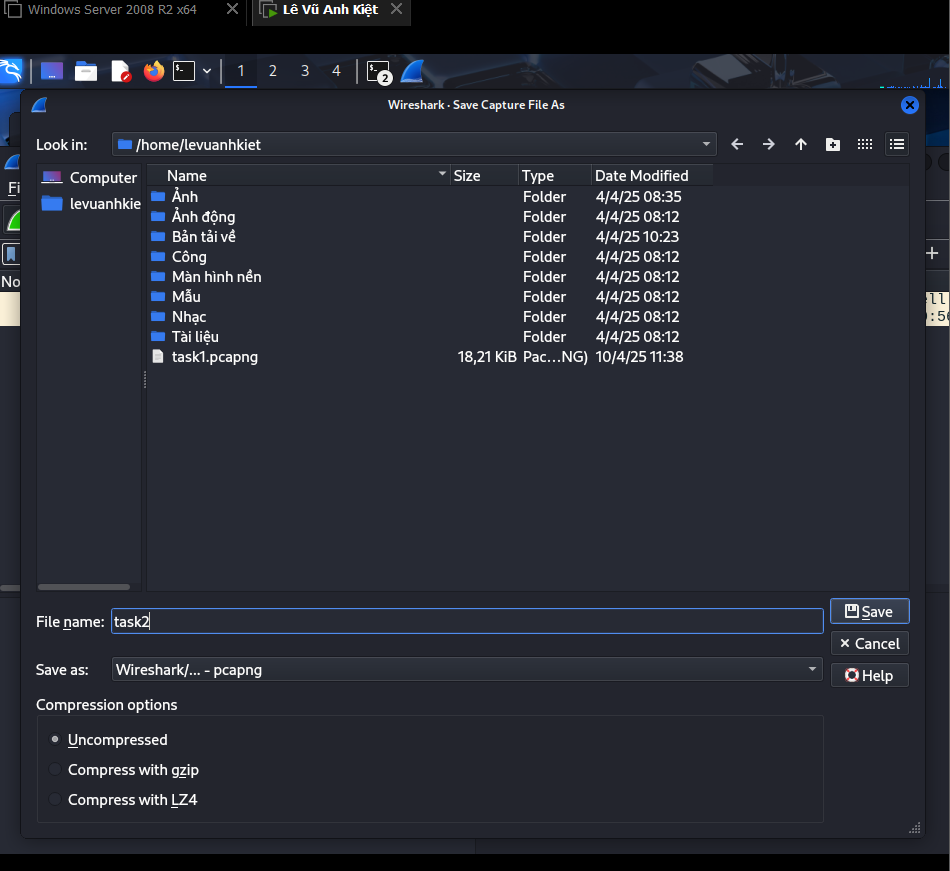 Windows Server 2008 R2 x64 Lê Vũ Anh Kiệt
1 2 3 4 2
Wireshark · Save Capture File As
Look in: /home/levuanhkiet
Computer
levuanhkie
Name Size Type Date Modified
Ảnh Folder 4/4/25 08:35
Ảnh động Folder 4/4/25 08:12
Bản tải về Folder 4/4/25 10:23
Công Folder 4/4/25 08:12
Màn hình nền Folder 4/4/25 08:12
Mẫu Folder 4/4/25 08:12
Nhạc Folder 4/4/25 08:12
Tài liệu Folder 4/4/25 08:12
task1.pcapng 18,21 KiB Pac...NG) 10/4/25 11:38
Fi
No
ell
File name: task2 Save
Cancel
Save as: Wireshark/... - pcapng Help
Compression options
Uncompressed
Compress with gzip
Compress with LZ4